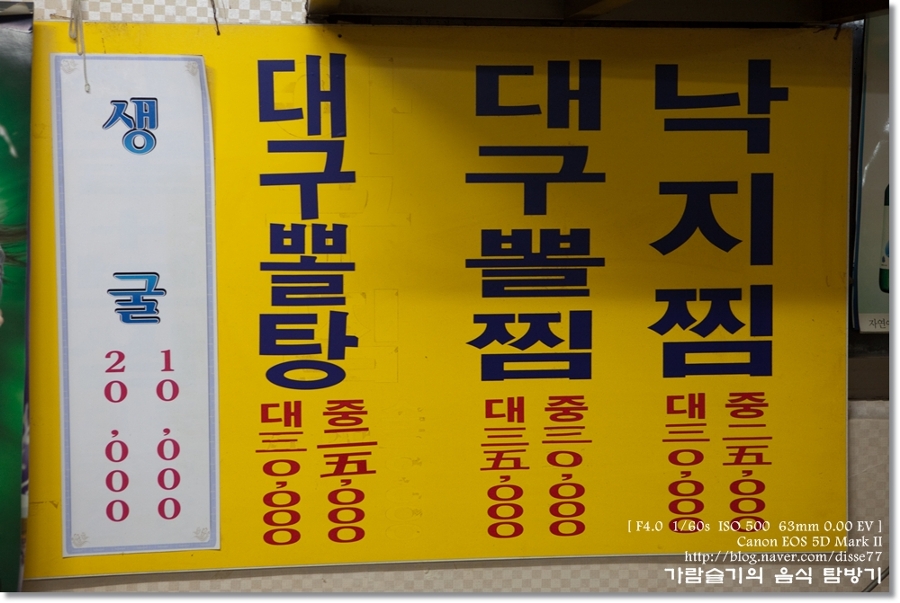 낙지찜
중二五,000
대三0,000
대구뽈찜
중三0,000
대三五,000
대구뽈탕
중二五,000
대三0,000
생굴
10,000
20,000
[ F4.0 1/60s ISO 500 63mm 0.00 EV ]
Canon EOS 5D Mark II
http://blog.naver.com/disse77
가람슬기의 음식 탐방기